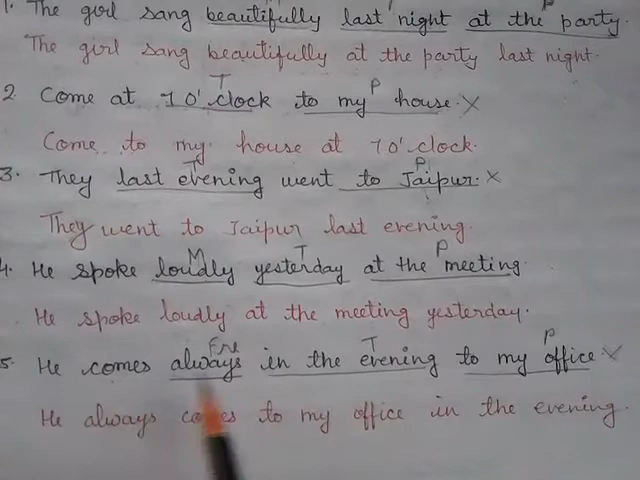 1. The girl sang beautifully last night at the party.
The girl sang beautifully at the party last night.
T P
2. Come at 7 O'clock to my house. X
Come to my house at 7 O'clock.
T P
3. They last evening went to Jaipur. X
They went to Jaipur last evening.
M T P
4. He spoke loudly yesterday at the meeting.
He spoke loudly at the meeting yesterday.
Fre T P
5. He comes always in the evening to my office X
He always comes to my office in the evening.